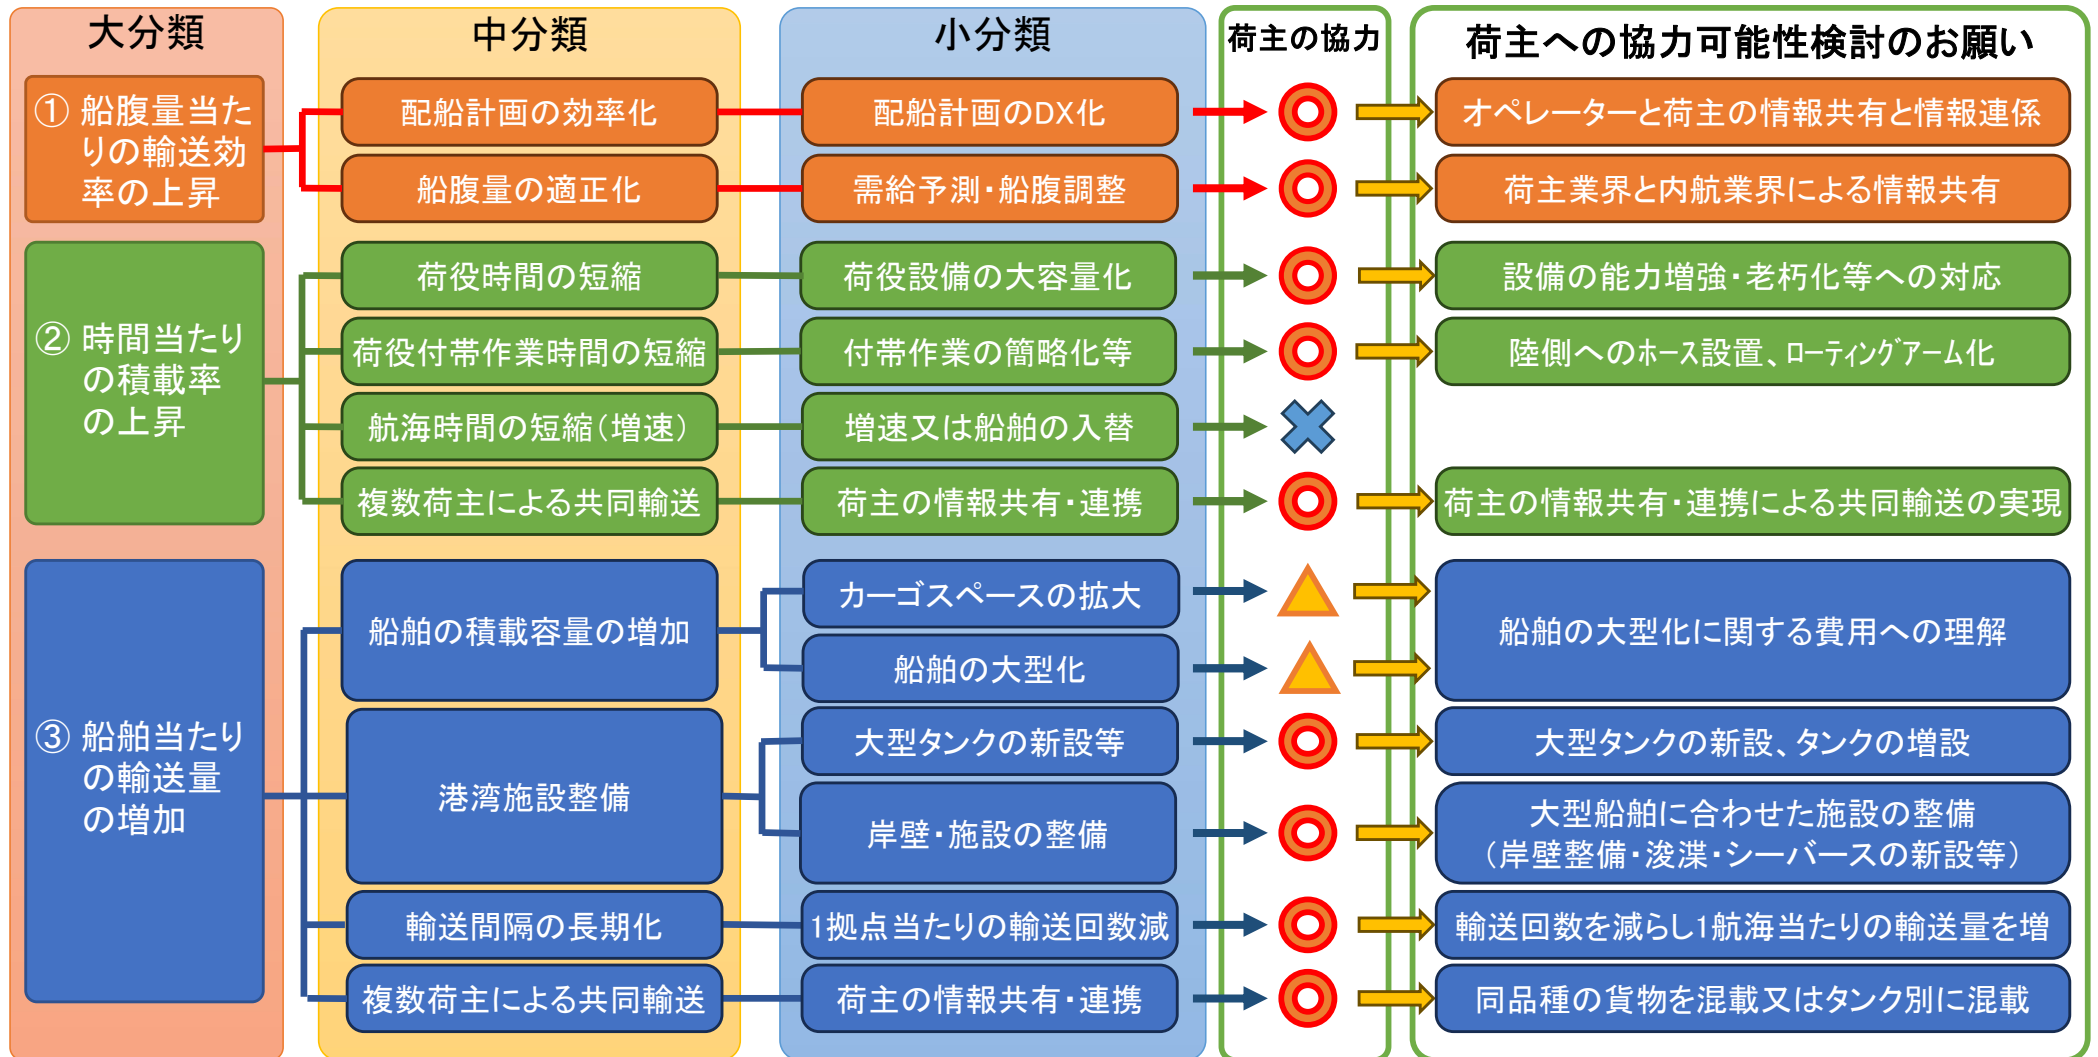 大分類
中分類
小分類
荷主の協力
荷主への協力可能性検討のお願い
① 船腹量当た
りの輸送効
率の上昇
配船計画の効率化
配船計画のDX化
オペレーターと荷主の情報共有と情報連係
船腹量の適正化
需給予測・船腹調整
荷主業界と内航業界による情報共有
② 時間当たり
の積載率
の上昇
荷役時間の短縮
荷役設備の大容量化
設備の能力増強・老朽化等への対応
荷役付帯作業時間の短縮
付帯作業の簡略化等
陸側へのホース設置、ローティングアーム化
航海時間の短縮（増速）
増速又は船舶の入替
複数荷主による共同輸送
荷主の情報共有・連携
荷主の情報共有・連携による共同輸送の実現
③ 船舶当たり
の輸送量
の増加
船舶の積載容量の増加
カーゴスペースの拡大
船舶の大型化
船舶の大型化に関する費用への理解
港湾施設整備
大型タンクの新設等
大型タンクの新設、タンクの増設
岸壁・施設の整備
大型船舶に合わせた施設の整備
（岸壁整備・浚渫・シーバースの新設等）
輸送間隔の長期化
1拠点当たりの輸送回数減
輸送回数を減らし1航海当たりの輸送量を増
複数荷主による共同輸送
荷主の情報共有・連携
同品種の貨物を混載又はタンク別に混載